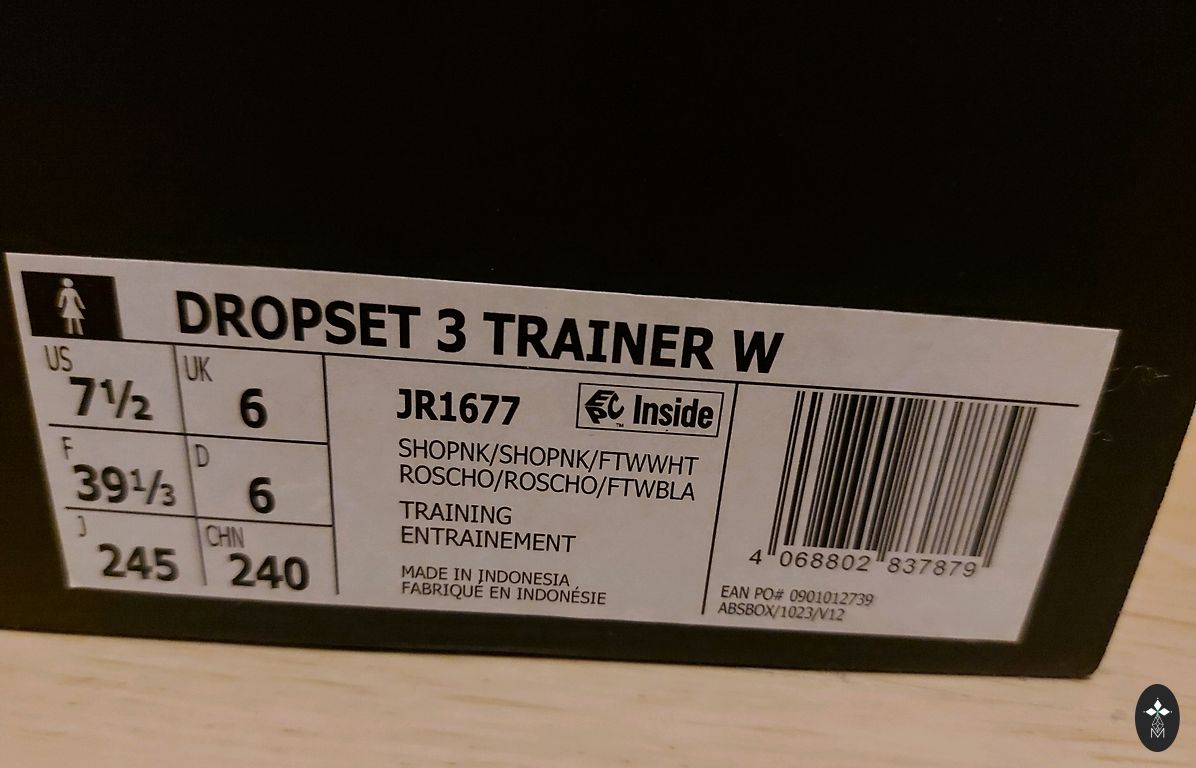 DROPSET 3 TRAINER W
US
7½
UK
6
F
39⅓
D
6
J
245
CHN
240
JR1677
Inside
SHOPNK/SHOPNK/FTWWHT
ROSCHO/ROSCHO/FTWBLA
TRAINING
ENTRAINEMENT
MADE IN INDONESIA
FABRIQUÉ EN INDONÉSIE
4 068802 837879
EAN PO# 0901012739
ABSBOX/1023/V12